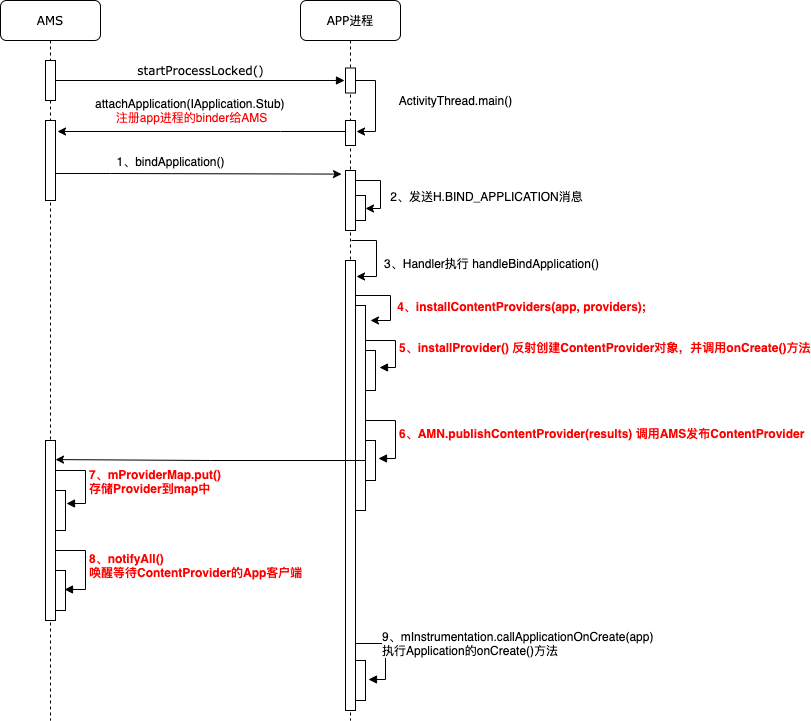 AMS
APP进程
startProcessLocked()
ActivityThread.main()
attachApplication(IApplication.Stub)
注册app进程的binder给AMS
1、bindApplication()
2、发送H.BIND_APPLICATION消息
3、Handler执行 handleBindApplication()
4、installContentProviders(app, providers);
5、installProvider() 反射创建ContentProvider对象，并调用onCreate()方法
6、AMN.publishContentProvider(results) 调用AMS发布ContentProvider
7、mProviderMap.put()
存储Provider到map中
8、notifyAll()
唤醒等待ContentProvider的App客户端
9、mInstrumentation.callApplicationOnCreate(app)
执行Application的onCreate()方法